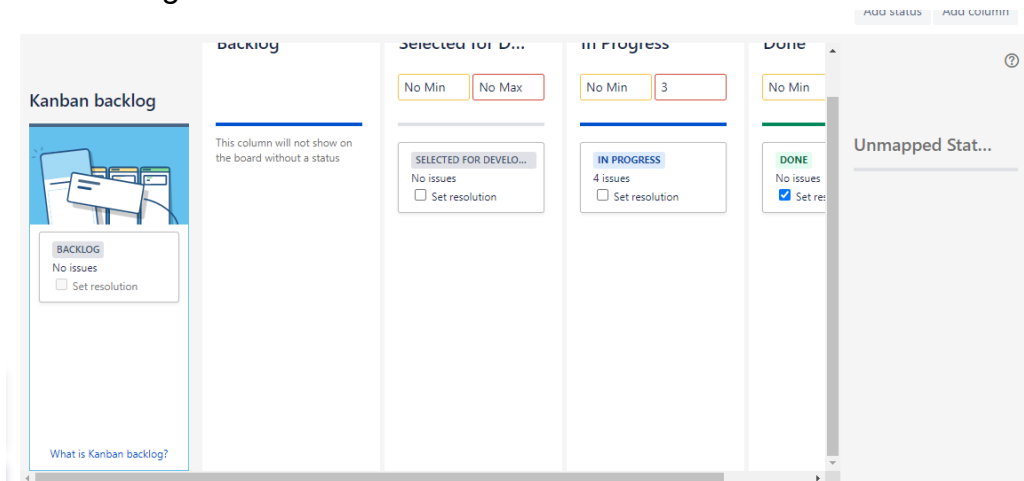 Add status Add column
Kanban backlog
BACKLOG
No issues
Set resolution
What is Kanban backlog?
Backlog
This column will not show on
the board without a status
Selected for D...
No Min No Max
SELECTED FOR DEVELO...
No issues
Set resolution
In Progress
No Min 3
IN PROGRESS
4 issues
Set resolution
Done
No Min
DONE
No issues
Set res
Unmapped Stat...